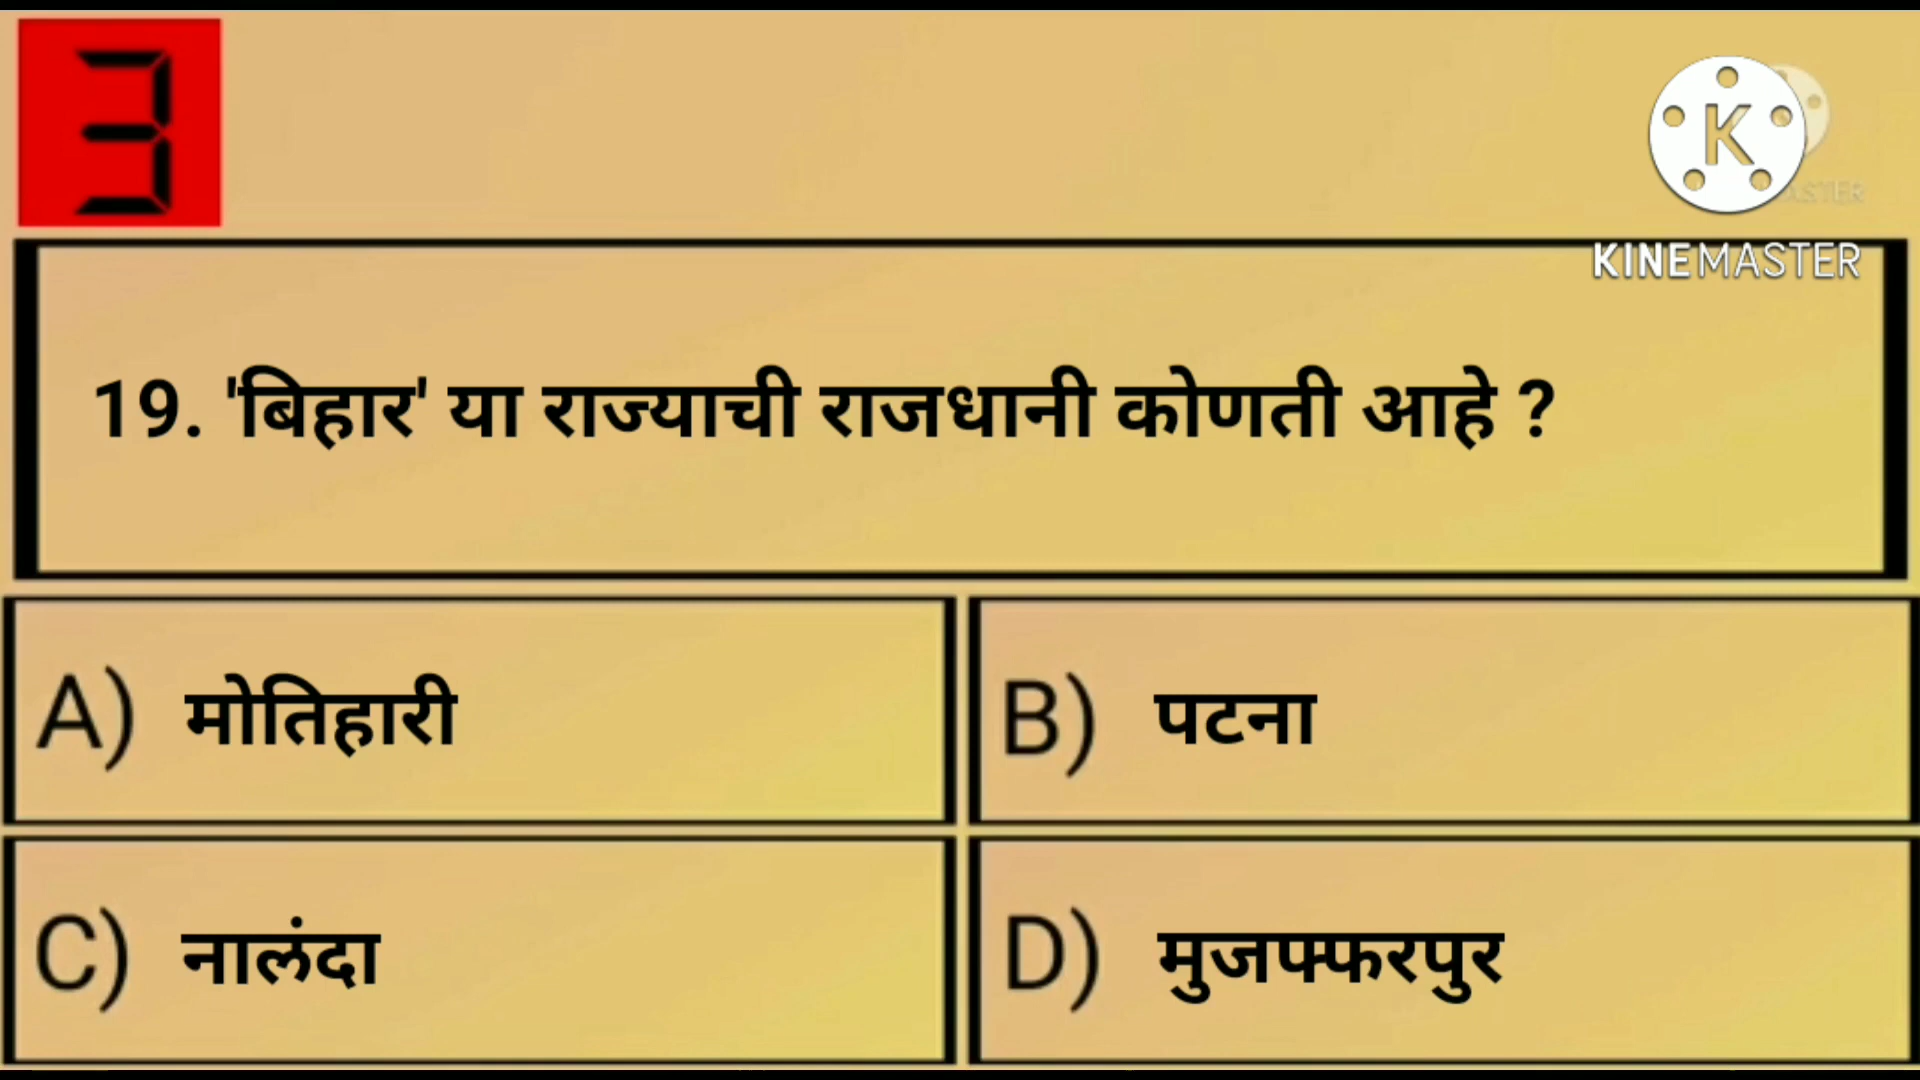 3
KINEMASTER
19. 'बिहार' या राज्याची राजधानी कोणती आहे ?
A) मोतिहारी
B) पटना
C) नालंदा
D) मुजफ्फरपुर